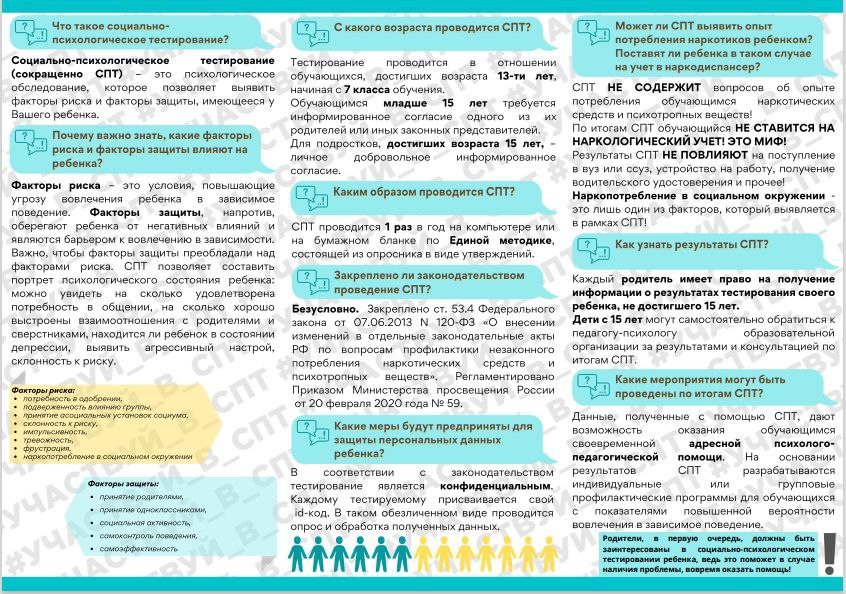 Что такое социально-
психологическое тестирование?
Социально-психологическое тестирование
(сокращенно СПТ) – это психологическое
обследование, которое позволяет выявить
факторы риска и факторы защиты, имеющееся у
Вашего ребенка.
Почему важно знать, какие факторы
риска и факторы защиты влияют на
ребенка?
Факторы риска – это условия, повышающие
угрозу вовлечения ребенка в зависимое
поведение. Факторы защиты, напротив,
оберегают ребенка от негативных влияний и
являются барьером к вовлечению в зависимости.
Важно, чтобы факторы защиты преобладали над
факторами риска. СПТ позволяет составить
портрет психологического состояния ребенка:
можно увидеть на сколько удовлетворена
потребность в общении, на сколько хорошо
выстроены взаимоотношения с родителями и
сверстниками, находится ли ребенок в состоянии
депрессии, выявить агрессивный настрой,
склонность к риску.
Факторы риска:
• потребность в одобрении,
• подверженность влиянию группы,
• принятие асоциальных установок социума,
• склонность к риску,
• импульсивность,
• тревожность,
• фрустрация,
• наркопотребление в социальном окружении
Факторы защиты:
• принятие родителями,
• принятие одноклассниками,
• социальная активность,
• самоконтроль поведения,
• самоэффективность
С какого возраста проводится СПТ?
Тестирование проводится в отношении
обучающихся, достигших возраста 13-ти лет,
начиная с 7 класса обучения.
Обучающимся младше 15 лет требуется
информированное согласие одного из их
родителей или иных законных представителей.
Для подростков, достигших возраста 15 лет, –
личное добровольное информированное
согласие.
Каким образом проводится СПТ?
СПТ проводится 1 раз в год на компьютере или
на бумажном бланке по Единой методике,
состоящей из опросника в виде утверждений.
Закреплено ли законодательством
проведение СПТ?
Безусловно. Закреплено ст. 53.4 Федерального
закона от 07.06.2013 N 120-ФЗ «О внесении
изменений в отдельные законодательные акты
РФ по вопросам профилактики незаконного
потребления наркотических средств и
психотропных веществ». Регламентировано
Приказом Министерства просвещения России
от 20 февраля 2020 года № 59.
Какие меры будут предприняты для
защиты персональных данных
ребенка?
В соответствии с законодательством
тестирование является конфиденциальным.
Каждому тестируемому присваивается свой
id-код. В таком обезличенном виде проводится
опрос и обработка полученных данных.
Может ли СПТ выявить опыт
потребления наркотиков ребенком?
Поставят ли ребенка в таком случае
на учет в наркодиспансер?
СПТ НЕ СОДЕРЖИТ вопросов об опыте
потребления обучающимся наркотических
средств и психотропных веществ!
По итогам СПТ обучающийся НЕ СТАВИТСЯ НА
НАРКОЛОГИЧЕСКИЙ УЧЕТ! ЭТО МИФ!
Результаты СПТ НЕ ПОВЛИЯЮТ на поступление
в вуз или ссуз, устройство на работу, получение
водительского удостоверения и прочее!
Наркопотребление в социальном окружении -
это лишь один из факторов, который выявляется
в рамках СПТ!
Как узнать результаты СПТ?
Каждый родитель имеет право на получение
информации о результатах тестирования своего
ребенка, не достигшего 15 лет.
Дети с 15 лет могут самостоятельно обратиться к
педагогу-психологу образовательной
организации за результатами и консультацией по
итогам СПТ.
Какие мероприятия могут быть
проведены по итогам СПТ?
Данные, полученные с помощью СПТ, дают
возможность оказания обучающимся
своевременной адресной психолого-
педагогической помощи. На основании
результатов СПТ разрабатываются
индивидуальные или групповые
профилактические программы для обучающихся
с показателями повышенной вероятности
вовлечения в зависимое поведение.
Родители, в первую очередь, должны быть
заинтересованы в социально-психологическом
тестировании ребенка, ведь это поможет в случае
наличия проблемы, вовремя оказать помощь!